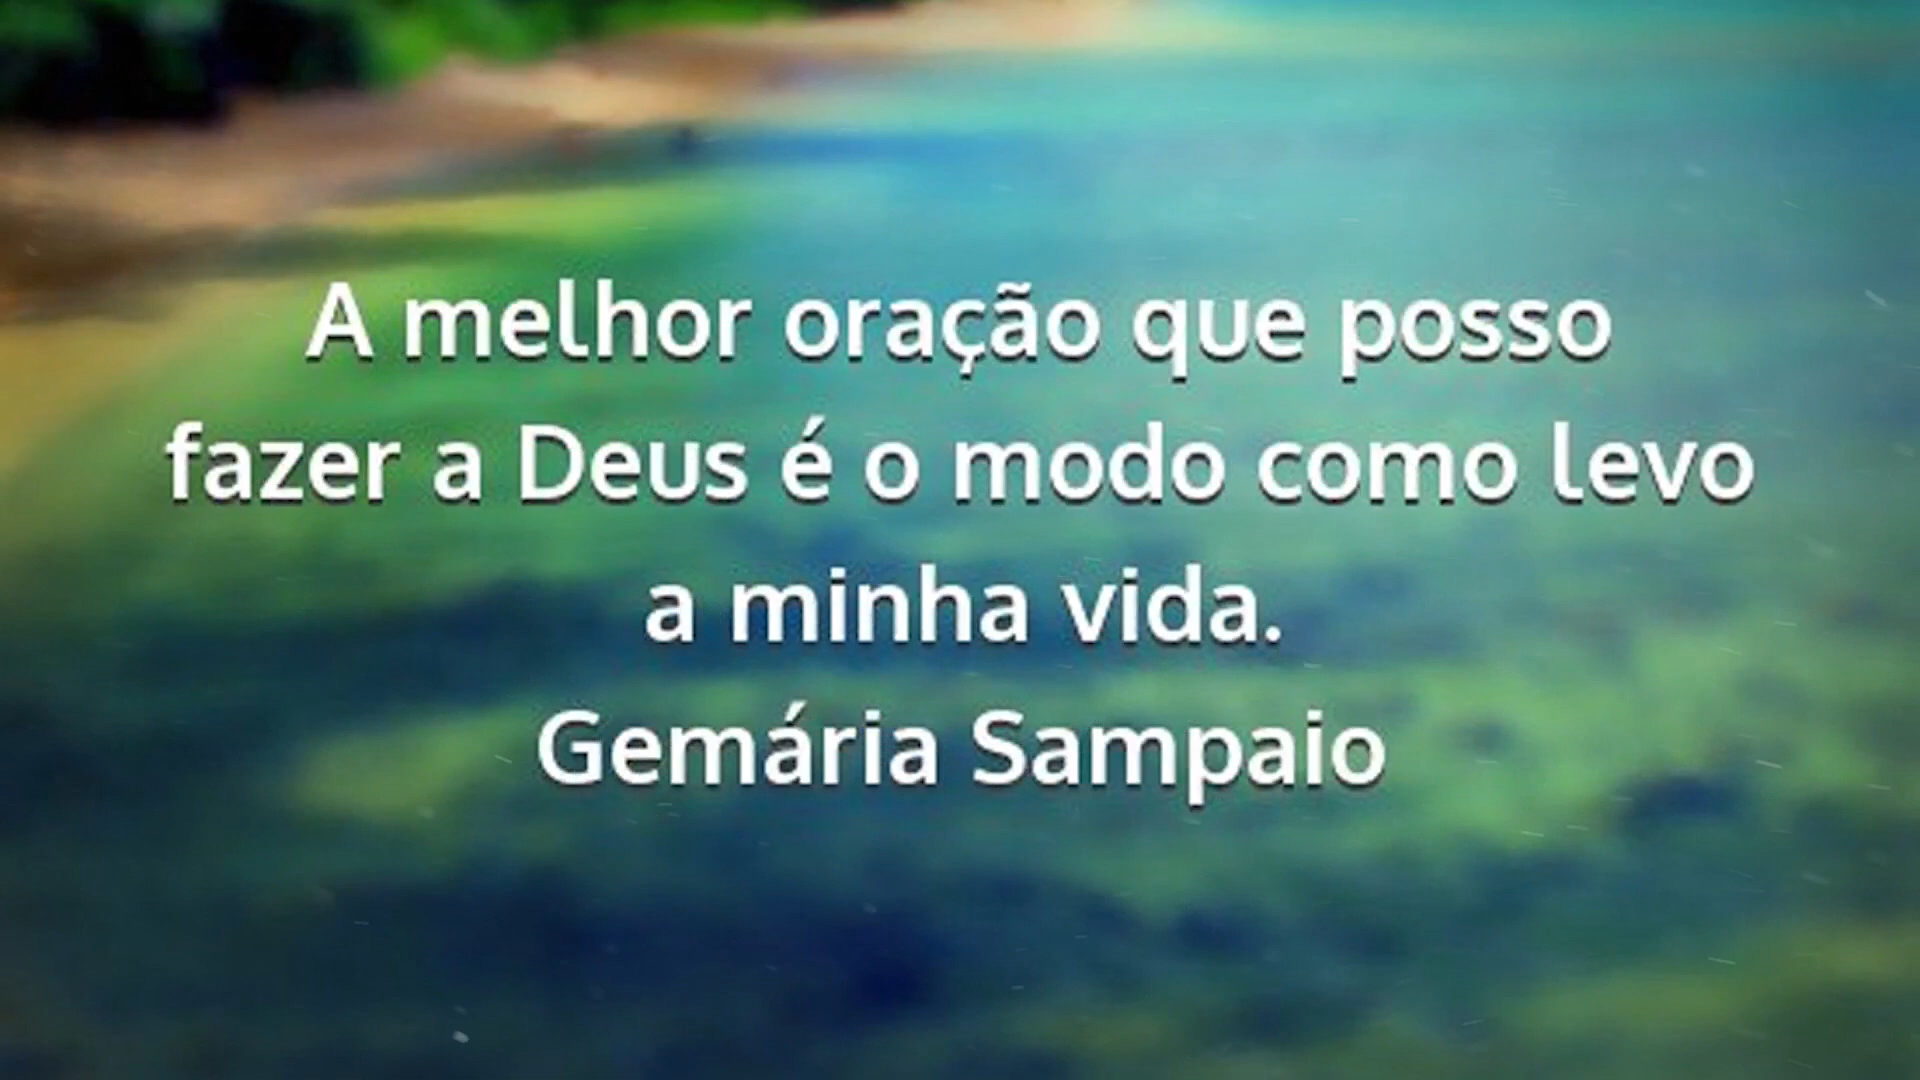 A melhor oração que posso
fazer a Deus é o modo como levo
a minha vida.
Gemária Sampaio